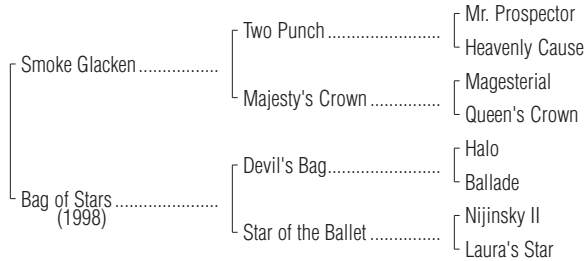 Mr. Prospector
Two Punch ....................
Heavenly Cause
Smoke Glacken ................
Magesterial
Majesty's Crown ..............
Queen's Crown
Halo
Devil's Bag....................
Ballade
Bag of Stars ....................
(1998)
Nijinsky II
Star of the Ballet ..............
Laura's Star